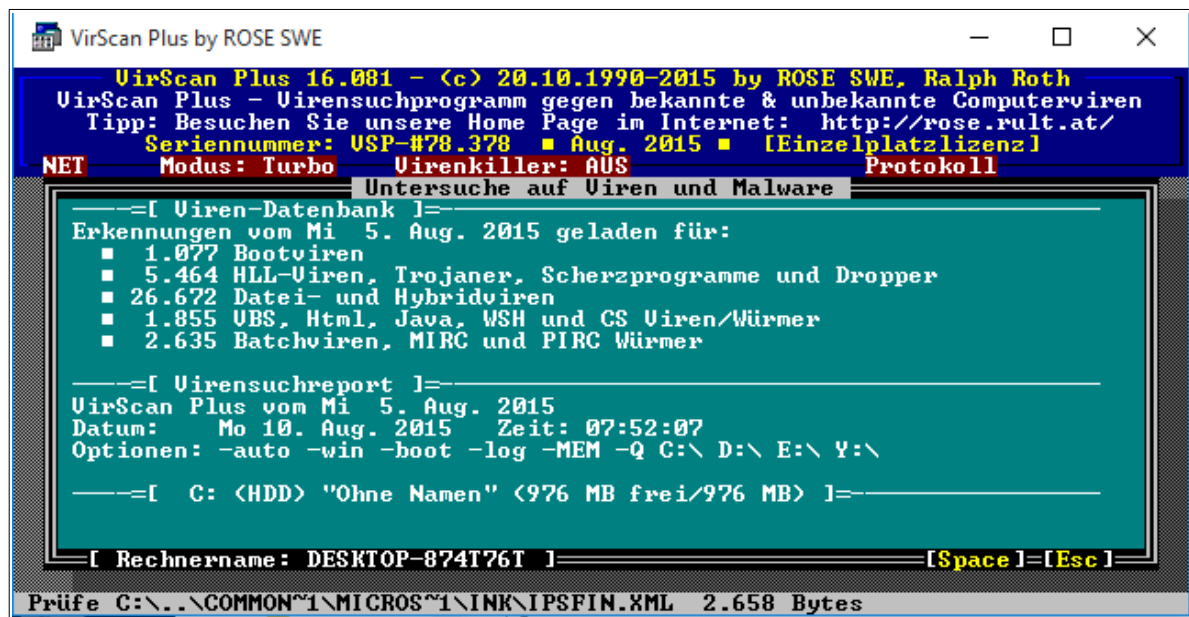 VirScan Plus by ROSE SWE
VirScan Plus 16.081 - (c) 20.10.1990-2015 by ROSE SWE, Ralph Roth
VirScan Plus - Virensuchprogramm gegen bekannte & unbekannte Computerviren
Tipp: Besuchen Sie unsere Home Page im Internet: http://rose.rult.at/
Seriennummer: VSP-#78.378 ■ Aug. 2015 ■ [Einzelplatzlizenz]
NET Modus: Turbo Virenkiller: AUS Protokoll
Untersuche auf Viren und Malware
=[ Viren-Datenbank ]=
Erkennungen vom Mi 5. Aug. 2015 geladen für:
■ 1.077 Bootviren
■ 5.464 HLL-Viren, Trojaner, Scherzprogramme und Dropper
■ 26.672 Datei- und Hybridviren
■ 1.855 VBS, Html, Java, WSH und CS Viren/Würmer
■ 2.635 Batchviren, MIRC und PIRC Würmer
=[ Virensuchreport ]=
VirScan Plus vom Mi 5. Aug. 2015
Datum: Mo 10. Aug. 2015 Zeit: 07:52:07
Optionen: -auto -win -boot -log -MEM -Q C:\ D:\ E:\ Y:\
=[ C: (HDD) "Ohne Namen" (976 MB frei/976 MB) ]=
[ Rechnername: DESKTOP-874T76T ] [Space]=[Esc]
Prüfe C:\..\COMMON~1\MICROS~1\INK\IPSFIN.XML 2.658 Bytes